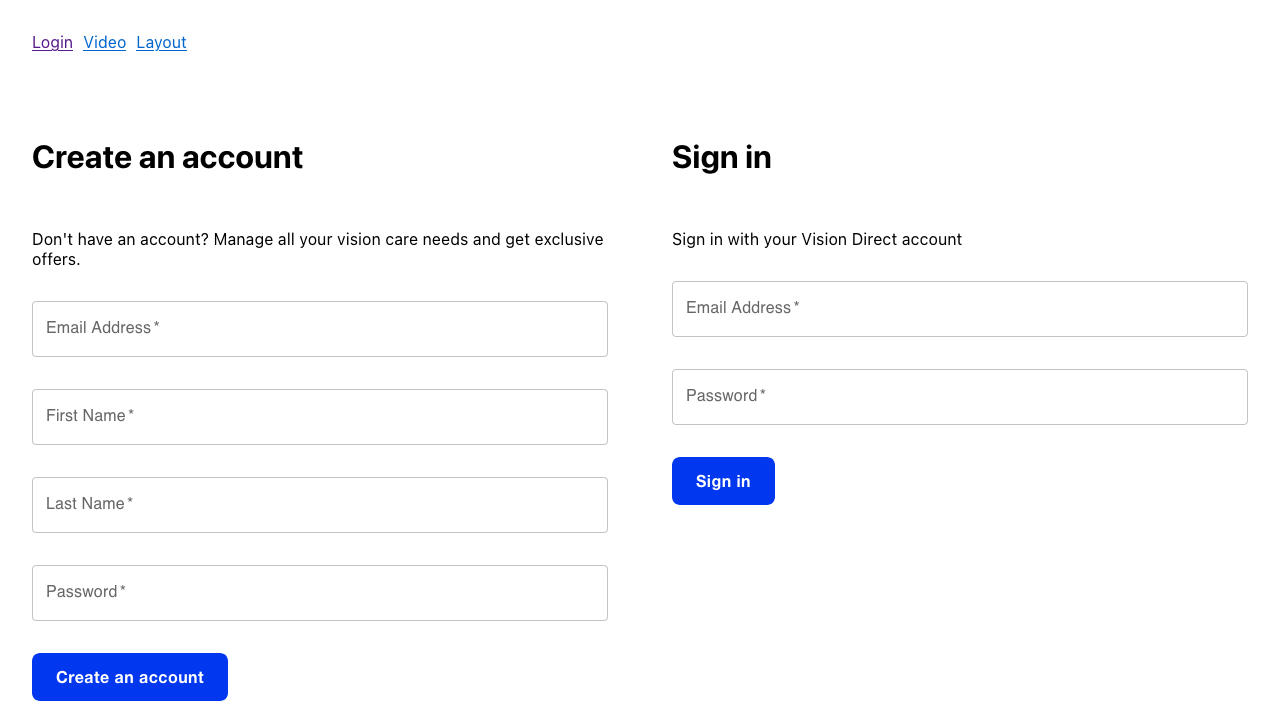 Login Video Layout
Create an account
Don't have an account? Manage all your vision care needs and get exclusive
offers.
Email Address *
First Name *
Last Name *
Password *
Create an account
Sign in
Sign in with your Vision Direct account
Email Address *
Password *
Sign in